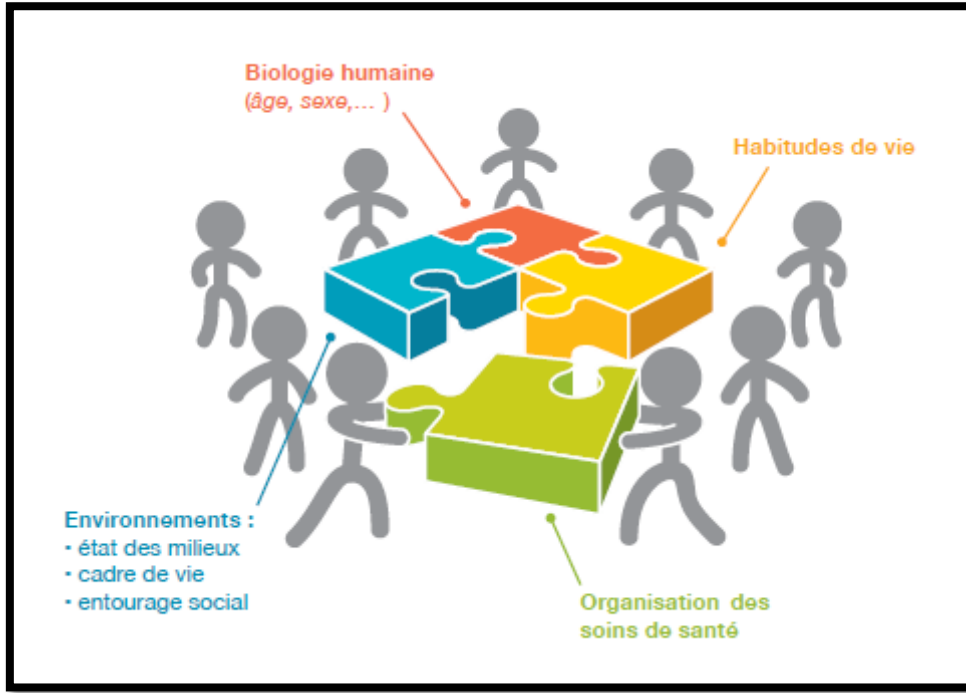 Biologie humaine
(âge, sexe,... )
Habitudes de vie
Environnements :
• état des milieux
• cadre de vie
• entourage social
Organisation des
soins de santé